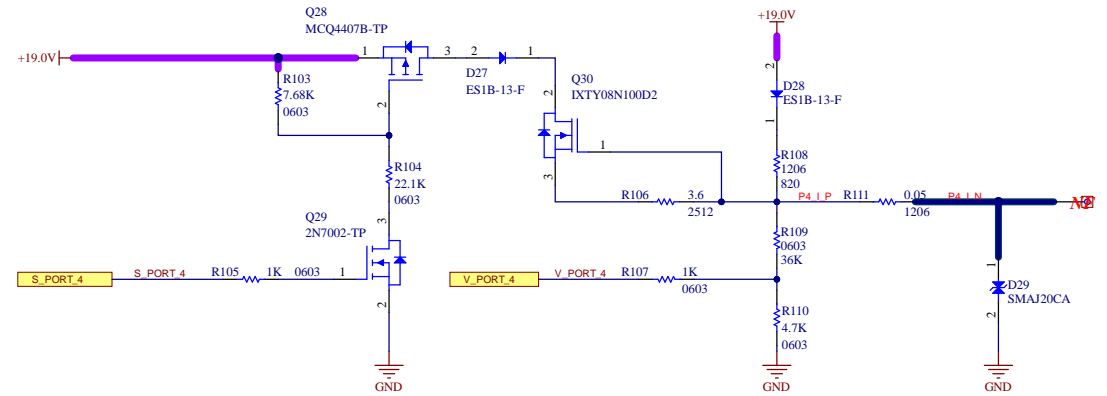 Q28
MCQ4407B-TP
+19.0V
1
3
2
1
2
D27
ES1B-13-F
R103
7.68K
0603
Q30
IXTY08N100D2
2
1
3
+19.0V
2
D28
ES1B-13-F
1
R104
22.1K
0603
R108
1206
820
R106
3.6
2512
P4_I_P
R111
0.05
1206
P4_I_N
Q29
2N7002-TP
3
1
2
R109
0603
36K
S_PORT_4
S_PORT_4
R105
1K
0603
V_PORT_4
V_PORT_4
R107
1K
0603
R110
4.7K
0603
1
D29
SMAJ20CA
2
GND
GND
GND